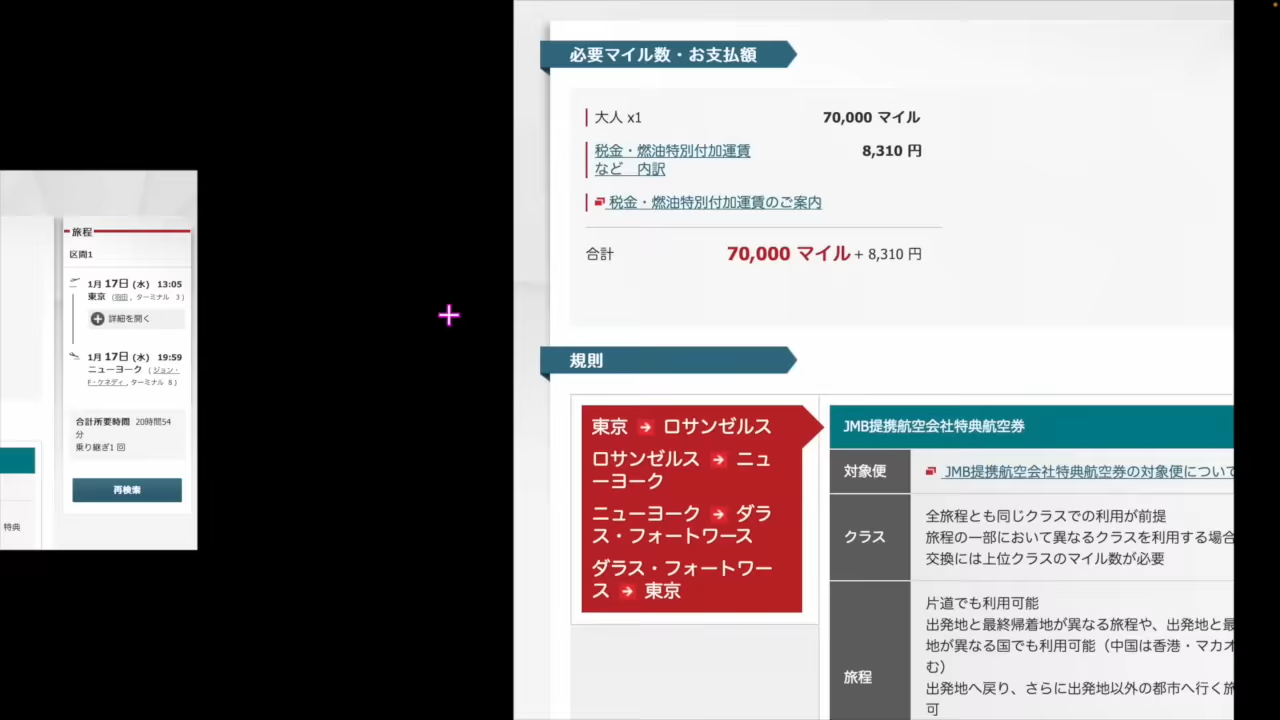 旅程
区間1
1月 17日 (水) 13:05
東京 (羽田, ターミナル 3)
詳細を開く
1月 17日 (水) 19:59
ニューヨーク (ジョン・
F・ケネディ, ターミナル 8)
合計所要時間 20時間54
分
乗り継ぎ1 回
再検索
特典
必要マイル数・お支払額
大人 x1 70,000 マイル
税金・燃油特別付加運賃 8,310 円
など 内訳
税金・燃油特別付加運賃のご案内
合計 70,000 マイル + 8,310 円
規則
東京 → ロサンゼルス
ロサンゼルス → ニュ
ーヨーク
ニューヨーク → ダラ
ス・フォートワース
ダラス・フォートワー
ス → 東京
JMB提携航空会社特典航空券
対象便 JMB提携航空会社特典航空券の対象便について
クラス
全旅程とも同じクラスでの利用が前提
旅程の一部において異なるクラスを利用する場合
交換には上位クラスのマイル数が必要
旅程
片道でも利用可能
出発地と最終帰着地が異なる旅程や、出発地と最
地が異なる国でも利用可能（中国は香港・マカオ
む）
出発地へ戻り、さらに出発地以外の都市へ行く旅
可